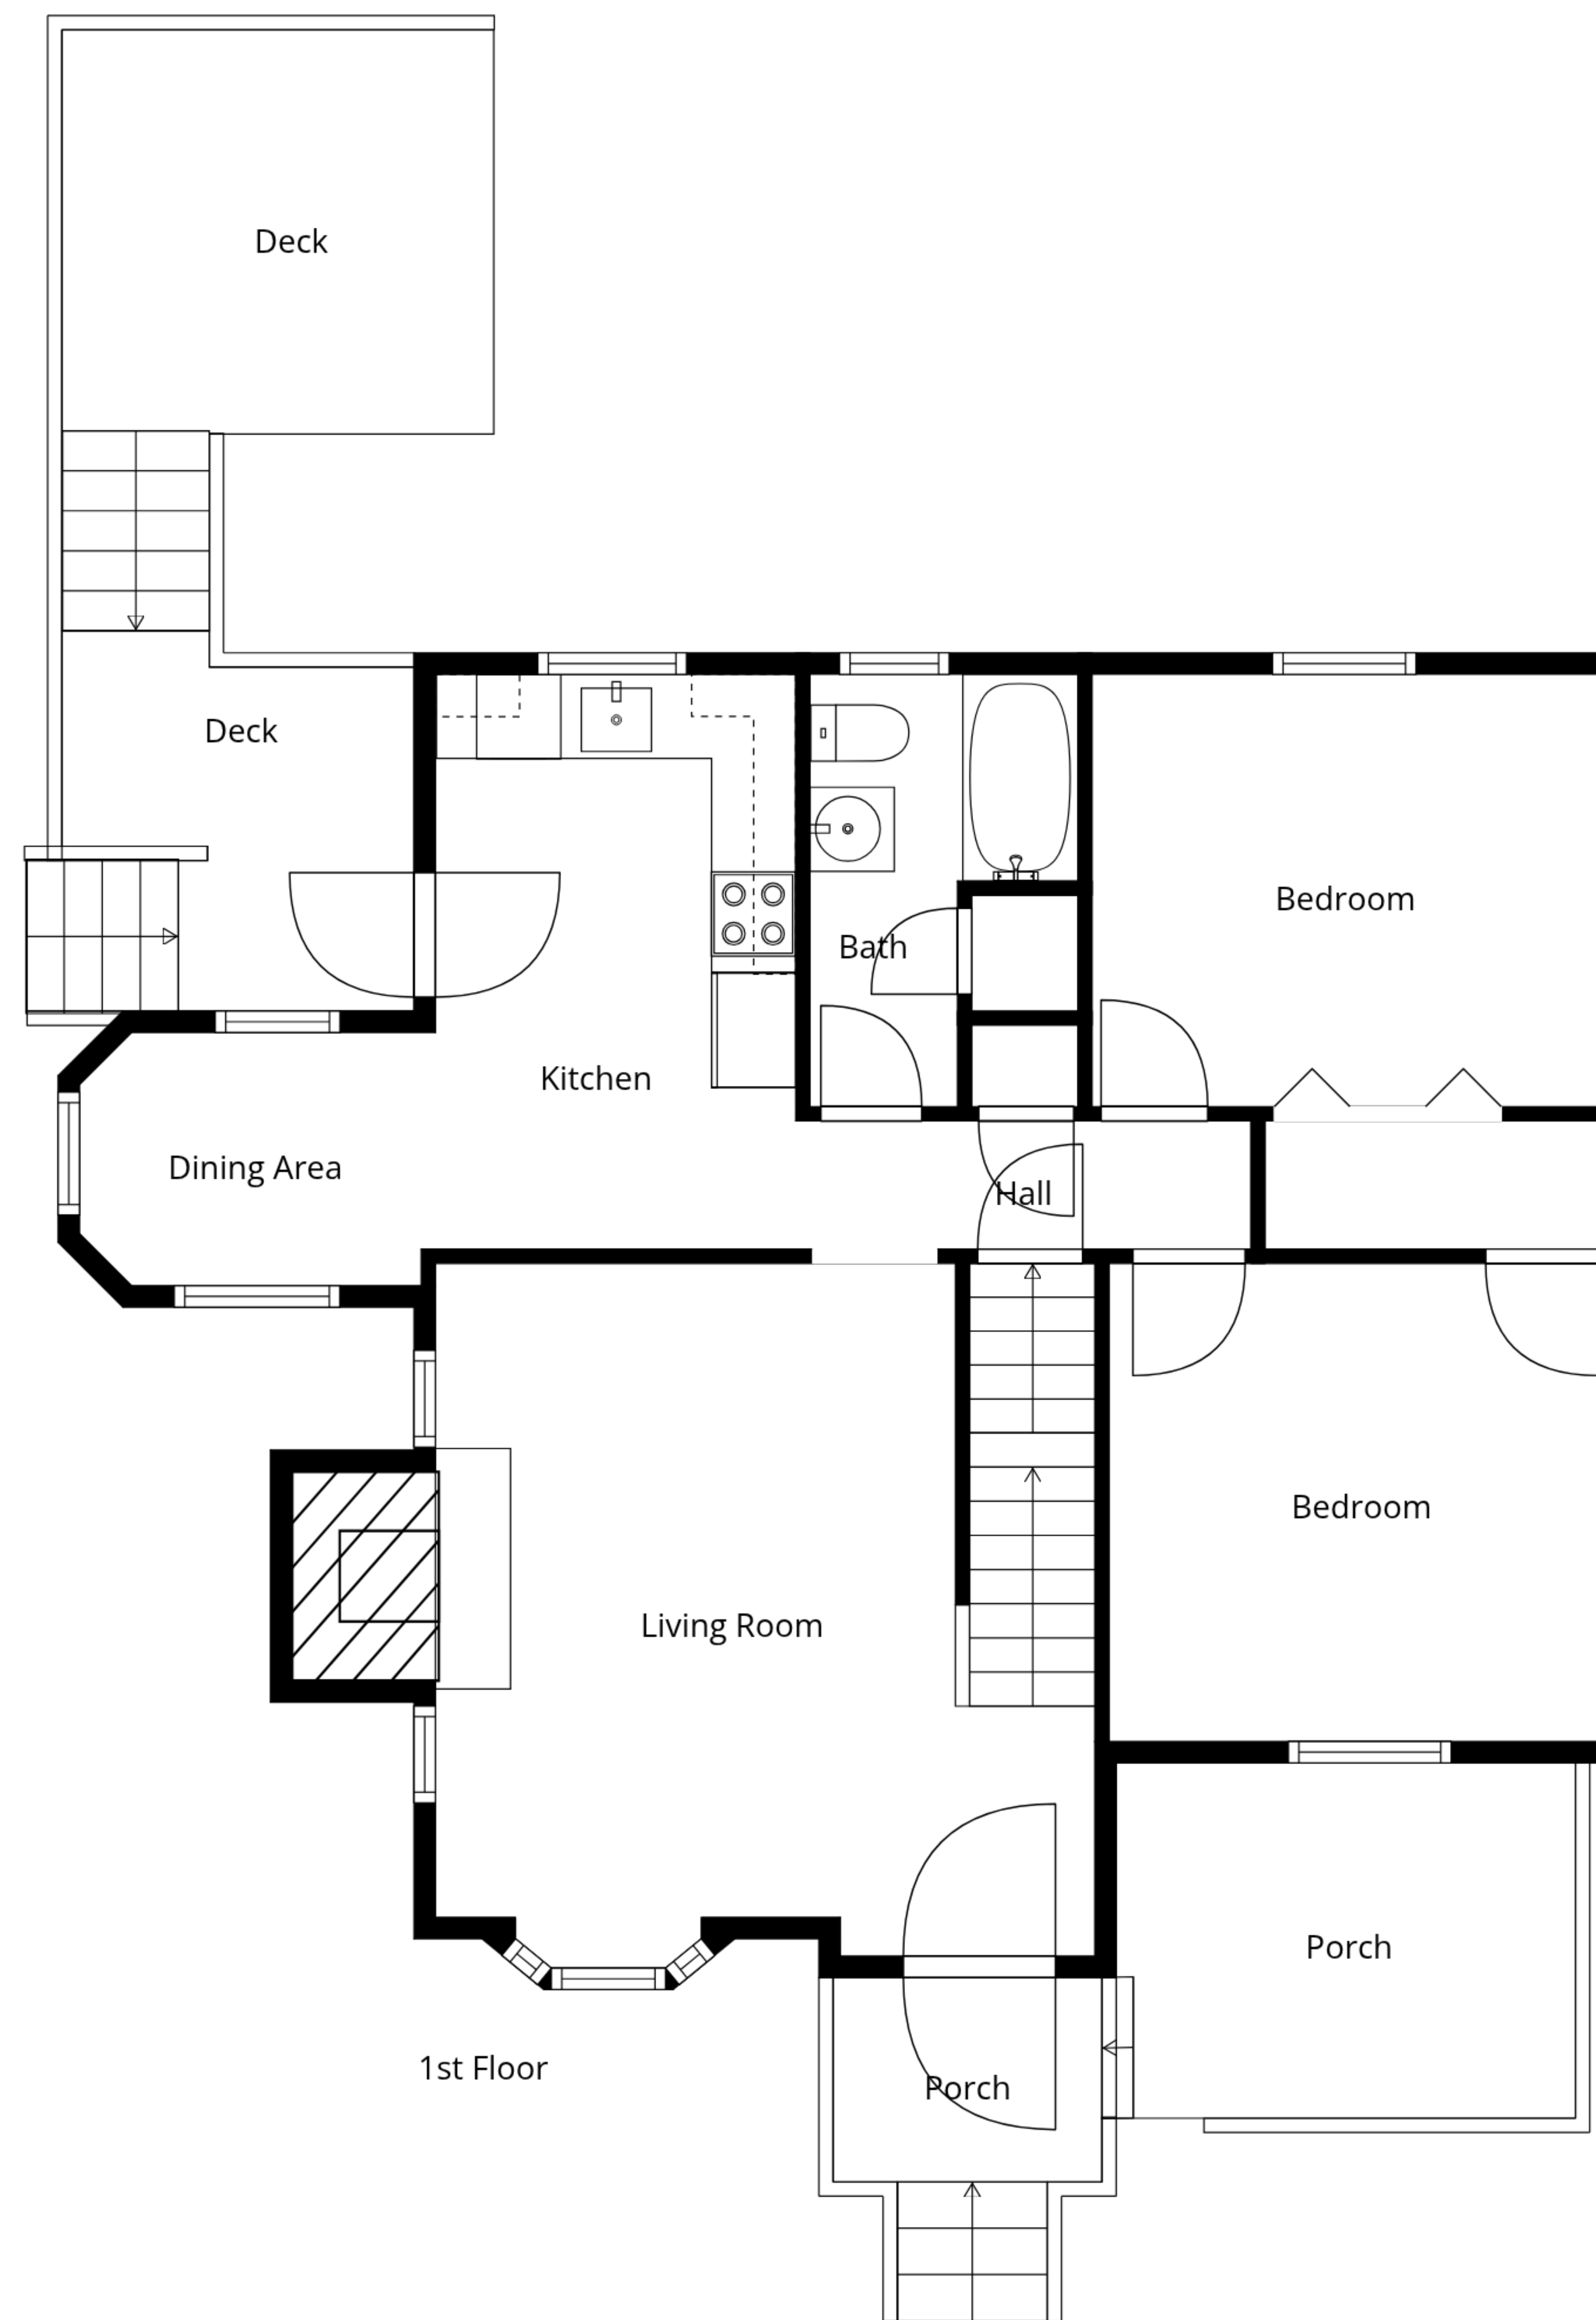 Deck
Deck
Bedroom
Bath
Kitchen
Dining Area
Hall
Bedroom
Living Room
Porch
1st Floor
Porch